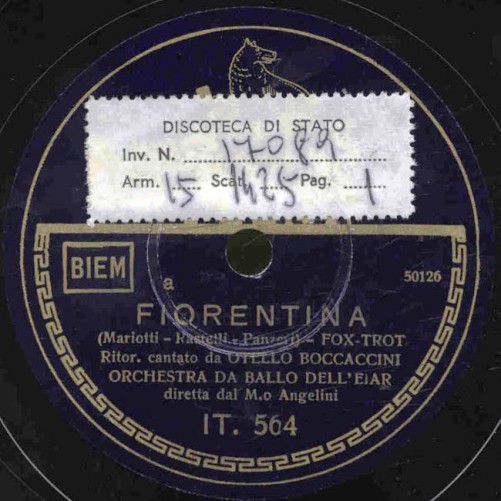 DISCOTECA DI STATO
Inv. N. 17089
Arm. 15 Scat. 1425 Pag. 1
BIEM
50126
a
FIORENTINA
(Mariotti - Rastelli - Panzeri) - FOX-TROT
Ritor. cantato da OTELLO BOCCACCINI
ORCHESTRA DA BALLO DELL'EIAR
diretta dal M.o Angelini
IT. 564